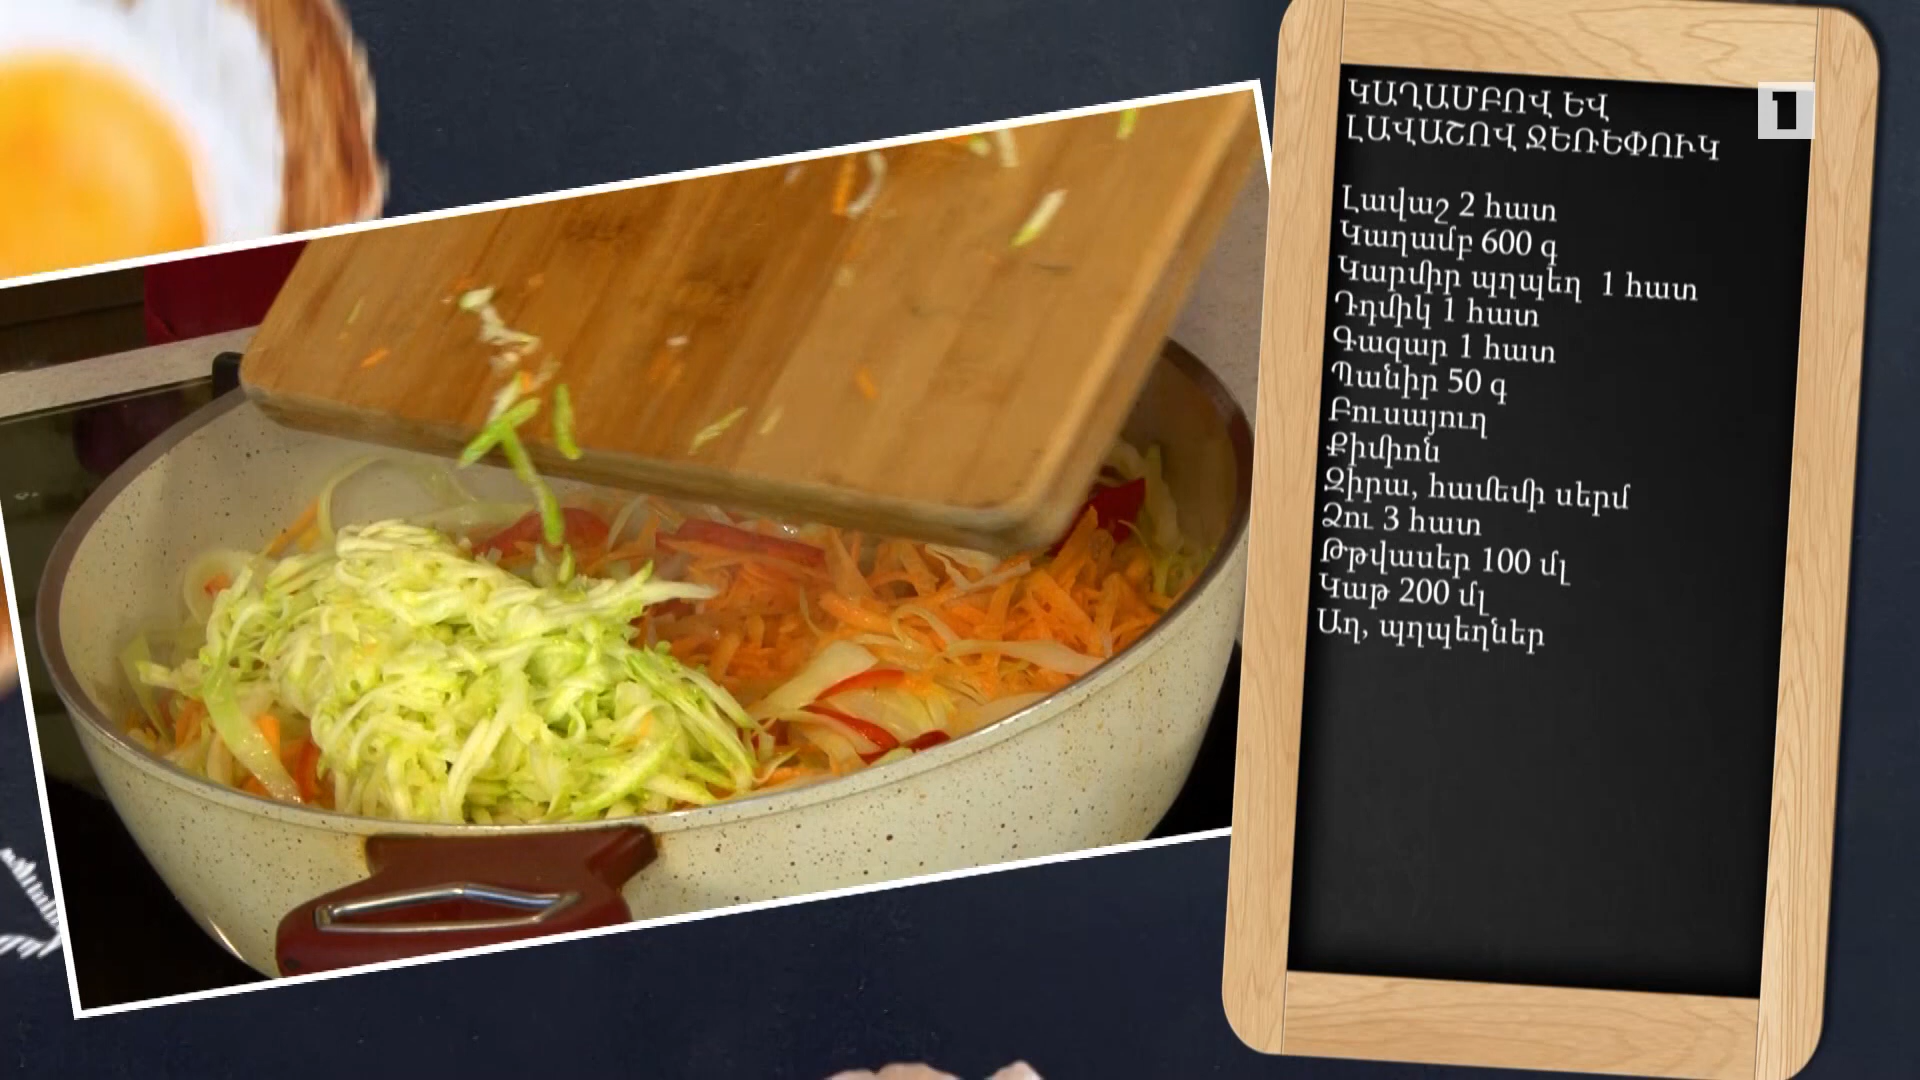 ԿԱՂԱՄԲՈՎ ԵՎ
ԼԱՎԱՇՈՎ ՋԵՌԵՓՈՒԿ
Լավաշ 2 հատ
Կաղամբ 600 գ
Կարմիր պղպեղ 1 հատ
Դդմիկ 1 հատ
Գազար 1 հատ
Պանիր 50 գ
Բուսայուղ
Քիմիոն
Զիրա, համեմի սերմ
Ձու 3 հատ
Թթվասեր 100 մլ
Կաթ 200 մլ
Աղ, պղպեղներ
1